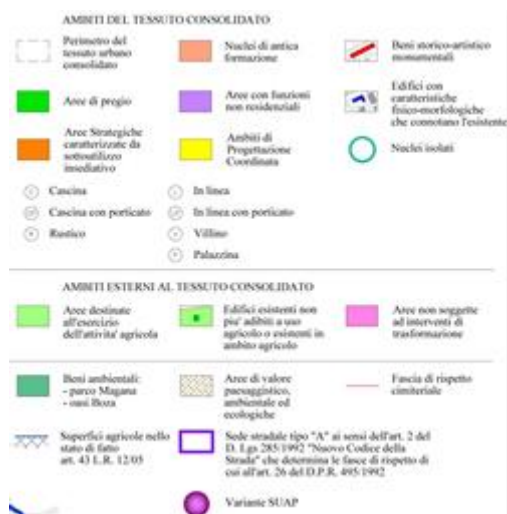 AMBITI DEL TESSUTO CONSOLIDATO
Perimetro del
tessuto urbano
consolidato
Nuclei di antica
formazione
Beni storico-artistico
monumentali
Aree di pregio
Aree con funzioni
non residenziali
Edifici con
caratteristiche
fisico-morfologiche
che connotano l'esistente
Aree Strategiche
caratterizzate da
sottoutilizzo
insediativo
Ambiti di
Progettazione
Coordinata
Nuclei isolati
Cascina
In linea
Cascina con porticato
In linea con porticato
Rustico
Villino
Palazzina
AMBITI ESTERNI AL TESSUTO CONSOLIDATO
Aree destinate
all'esercizio
dell'attivita' agricola
Edifici esistenti non
piu' adibiti a uso
agricolo o esistenti in
ambito agricolo
Aree non soggette
ad interventi di
trasformazione
Beni ambientali:
- parco Magana
- oasi Boza
Aree di valore
paesaggistico,
ambientale ed
ecologiche
Fascia di rispetto
cimiteriale
Superfici agricole nello
stato di fatto
art. 43 L.R. 12/05
Sede stradale tipo "A" ai sensi dell'art. 2 del
D. Lgs 285/1992 "Nuovo Codice della
Strada" che determina le fasce di rispetto di
cui all'art. 26 del D.P.R. 495/1992
Variante SUAP